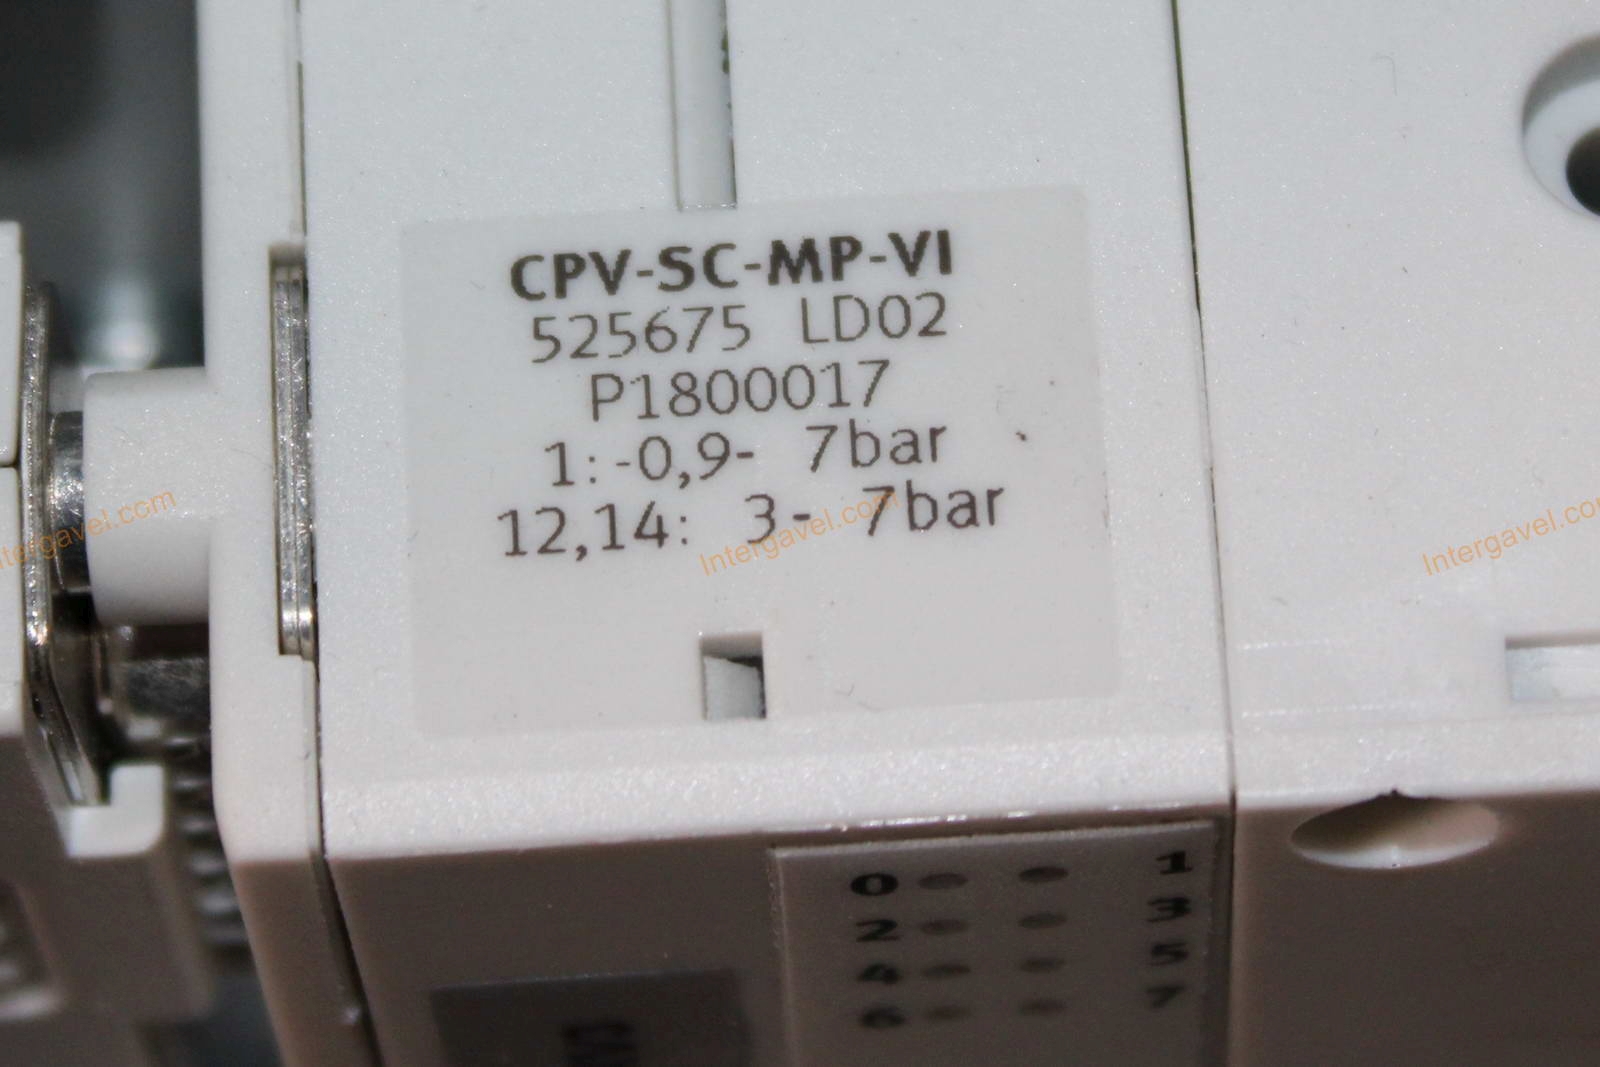 CPV-SC-MP-VI
525675 LD02
P1800017
1:-0,9- 7bar
12,14: 3- 7bar
Intergavel.com
Intergavel.com
Intergavel.com
0 1
2 3
4 5
6 7